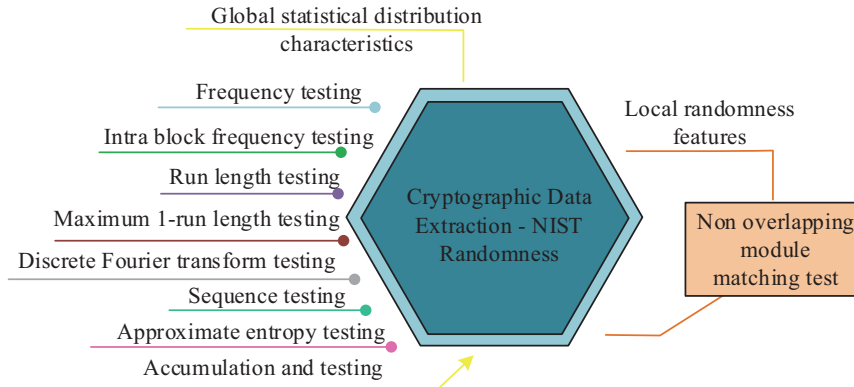 Global statistical distribution
characteristics
Frequency testing
Intra block frequency testing
Run length testing
Maximum 1-run length testing
Discrete Fourier transform testing
Sequence testing
Approximate entropy testing
Accumulation and testing
Cryptographic Data
Extraction - NIST
Randomness
Local randomness
features
Non overlapping
module
matching test